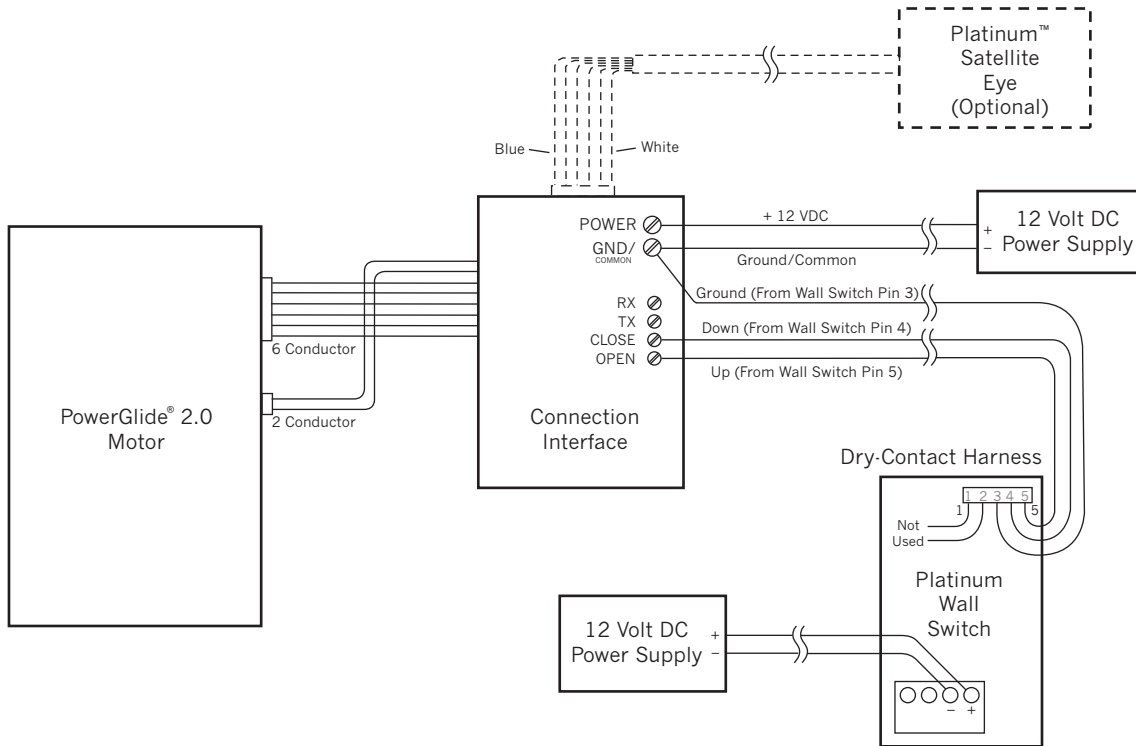 Platinum™
Satellite
Eye
(Optional)
Blue
White
POWER
+ 12 VDC
GND/
COMMON
Ground/Common
+
–
12 Volt DC
Power Supply
Ground (From Wall Switch Pin 3)
RX
TX
Down (From Wall Switch Pin 4)
CLOSE
OPEN
Up (From Wall Switch Pin 5)
6 Conductor
2 Conductor
PowerGlide® 2.0
Motor
Connection
Interface
Dry-Contact Harness
1 2 3 4 5
1 5
Not
Used
Platinum
Wall
Switch
12 Volt DC
Power Supply
+
–
– +